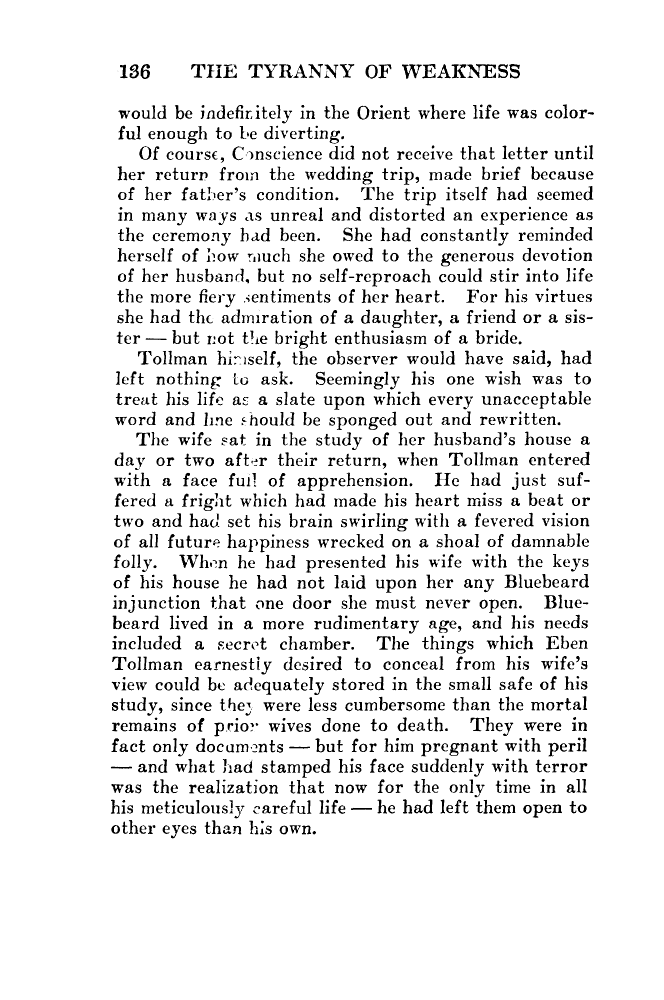 136 THE TYRANNY OF WEAKNESS
would be indefinitely in the Orient where life was color-
ful enough to be diverting.
Of course, Conscience did not receive that letter until
her return from the wedding trip, made brief because
of her father's condition. The trip itself had seemed
in many ways as unreal and distorted an experience as
the ceremony had been. She had constantly reminded
herself of how much she owed to the generous devotion
of her husband, but no self-reproach could stir into life
the more fiery sentiments of her heart. For his virtues
she had the admiration of a daughter, a friend or a sis-
ter — but not the bright enthusiasm of a bride.
Tollman himself, the observer would have said, had
left nothing to ask. Seemingly his one wish was to
treat his life as a slate upon which every unacceptable
word and line should be sponged out and rewritten.
The wife sat in the study of her husband's house a
day or two after their return, when Tollman entered
with a face full of apprehension. He had just suf-
fered a fright which had made his heart miss a beat or
two and had set his brain swirling with a fevered vision
of all future happiness wrecked on a shoal of damnable
folly. When he had presented his wife with the keys
of his house he had not laid upon her any Bluebeard
injunction that one door she must never open. Blue-
beard lived in a more rudimentary age, and his needs
included a secret chamber. The things which Eben
Tollman earnestly desired to conceal from his wife's
view could be adequately stored in the small safe of his
study, since they were less cumbersome than the mortal
remains of prior wives done to death. They were in
fact only documents — but for him pregnant with peril
— and what had stamped his face suddenly with terror
was the realization that now for the only time in all
his meticulously careful life — he had left them open to
other eyes than his own.